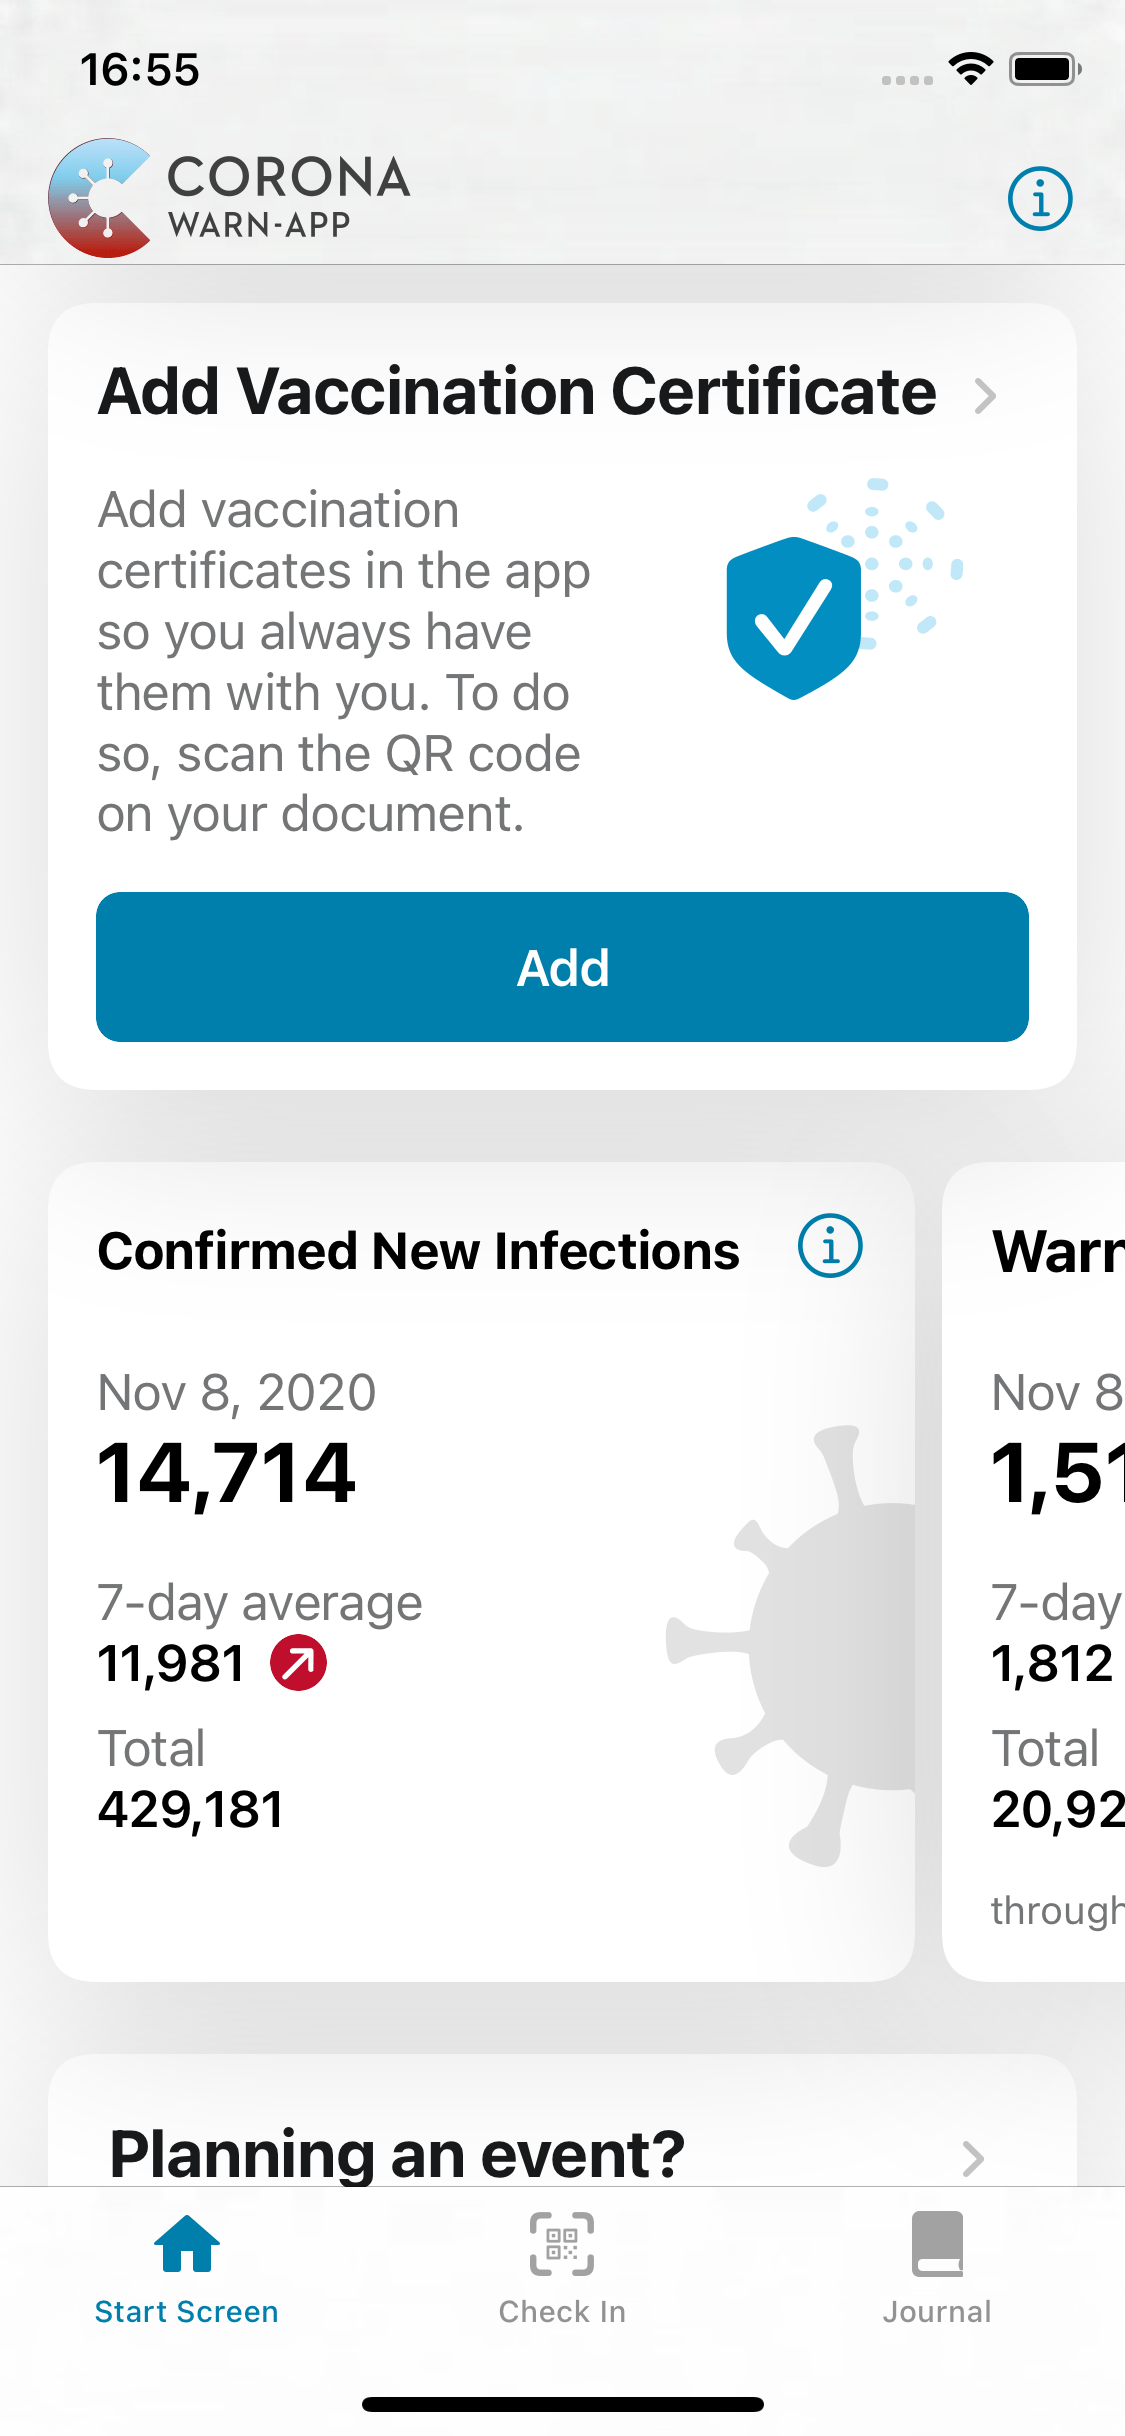 16:55
CORONA
WARN-APP
Add Vaccination Certificate
Add vaccination
certificates in the app
so you always have
them with you. To do
so, scan the QR code
on your document.
Add
Confirmed New Infections
Nov 8, 2020
14,714
7-day average
11,981
Total
429,181
Warn
Nov 8
1,51
7-day
1,812
Total
20,92
through
Planning an event?
Start Screen
Check In
Journal